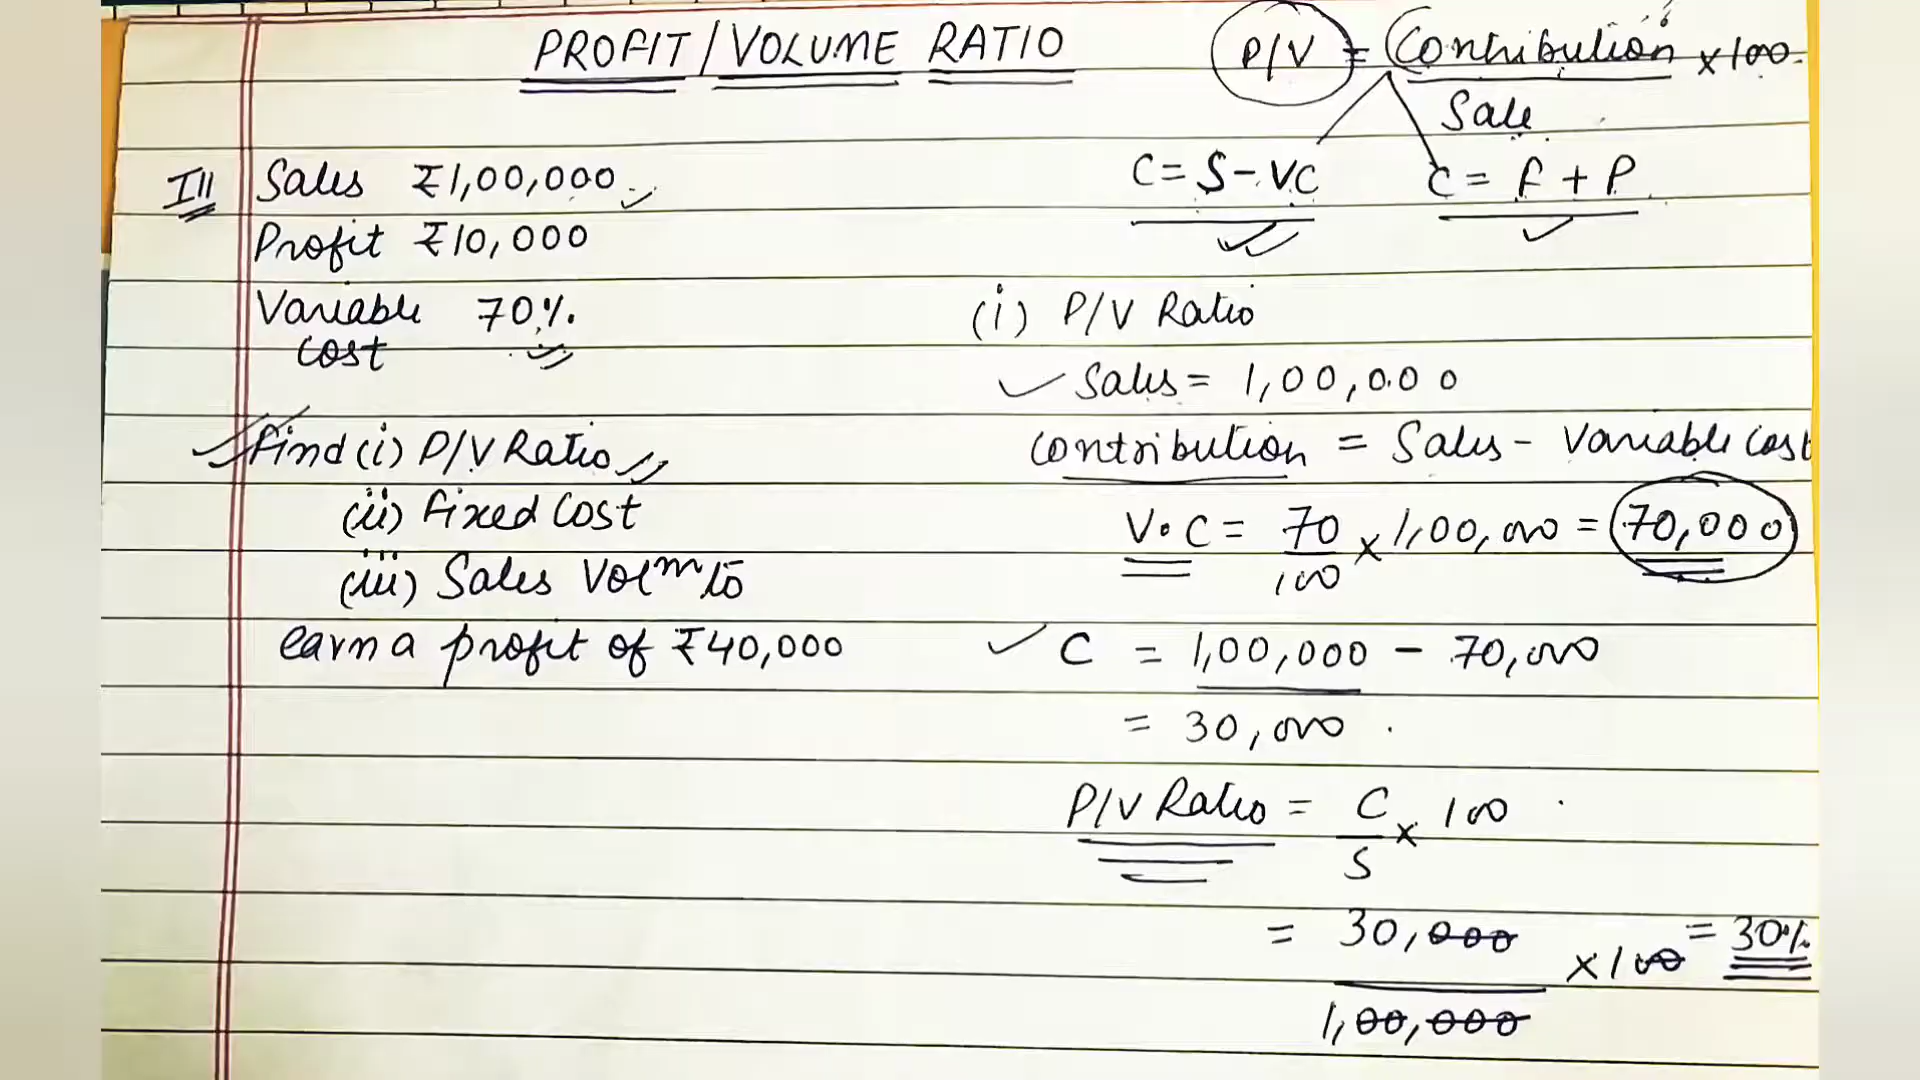 PROFIT/VOLUME RATIO
P/V = Contribution x 100
Sale
C = S - VC
C = F + P
III Sales ₹1,00,000
Profit ₹10,000
Variable 70%
Cost
Find (i) P/V Ratio
(ii) Fixed Cost
(iii) Sales Volm to
earn a profit of ₹40,000
(i) P/V Ratio
Sales = 1,00,000
Contribution = Sales - Variable Cost
V.C = 70/100 x 1,00,000 = 70,000
C = 1,00,000 - 70,000
= 30,000
P/V Ratio = C/S x 100
= 30,000/1,00,000 x 100 = 30%